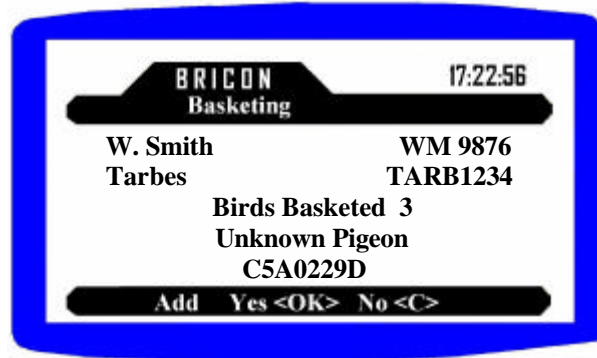 BRICON 17:22:56
Basketing
W. Smith WM 9876
Tarbes TARB1234
Birds Basketed 3
Unknown Pigeon
C5A0229D
Add Yes <OK> No <C>